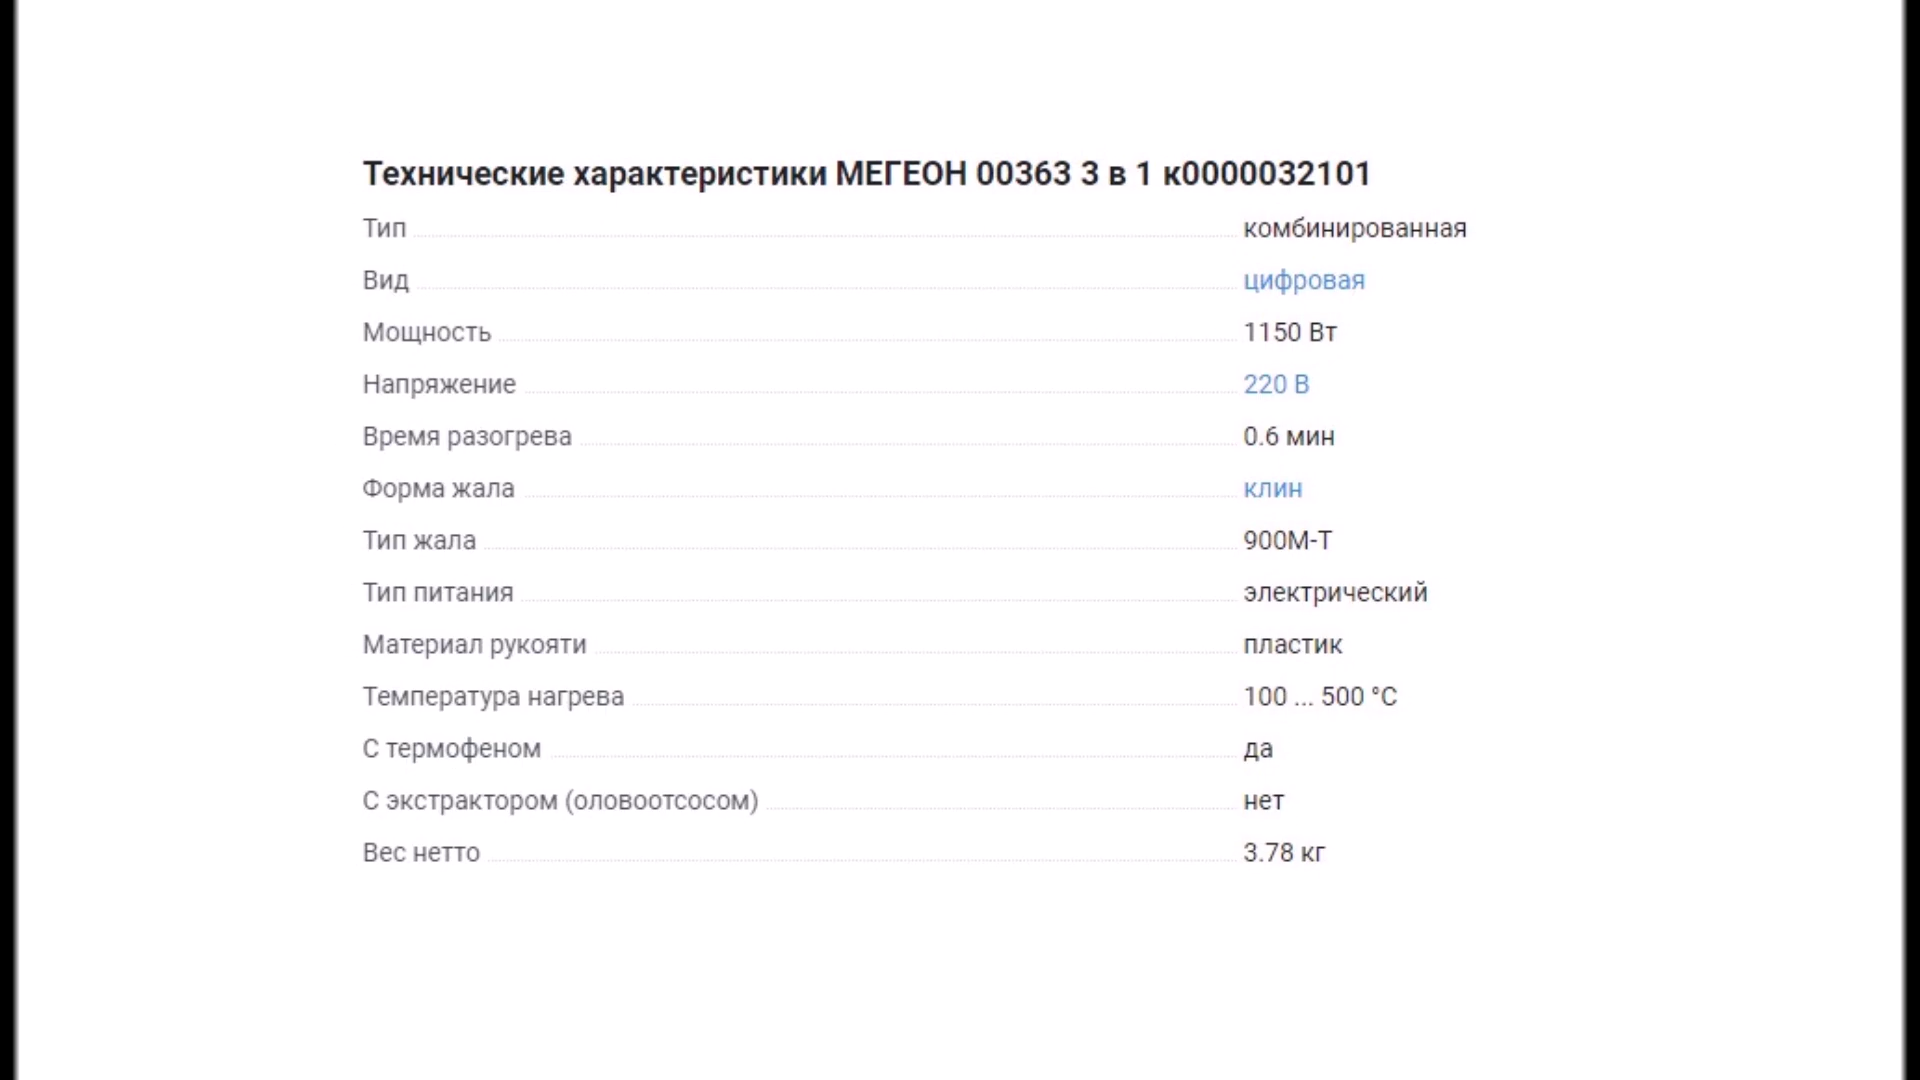 Технические характеристики МЕГЕОН 00363 3 в 1 к0000032101
Тип комбинированная
Вид цифровая
Мощность 1150 Вт
Напряжение 220 В
Время разогрева 0.6 мин
Форма жала клин
Тип жала 900M-T
Тип питания электрический
Материал рукояти пластик
Температура нагрева 100 ... 500 °С
С термофеном да
С экстрактором (оловоотсосом) нет
Вес нетто 3.78 кг